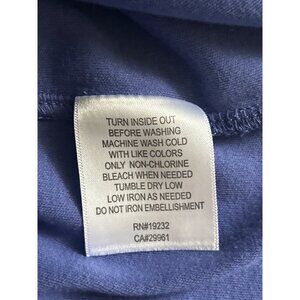 TURN INSIDE OUT
BEFORE WASHING
MACHINE WASH COLD
WITH LIKE COLORS
ONLY NON-CHLORINE
BLEACH WHEN NEEDED
TUMBLE DRY LOW
LOW IRON AS NEEDED
DO NOT IRON EMBELLISHMENT
RN#19232
CA#29961